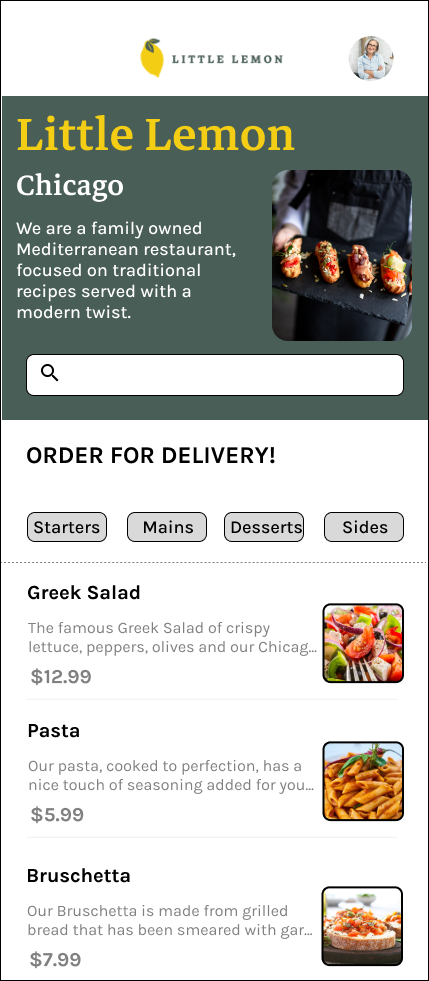 LITTLE LEMON
Little Lemon
Chicago
We are a family owned
Mediterranean restaurant,
focused on traditional
recipes served with a
modern twist.
ORDER FOR DELIVERY!
Starters Mains Desserts Sides
Greek Salad
The famous Greek Salad of crispy
lettuce, peppers, olives and our Chicag...
$12.99
Pasta
Our pasta, cooked to perfection, has a
nice touch of seasoning added for you...
$5.99
Bruschetta
Our Bruschetta is made from grilled
bread that has been smeared with gar...
$7.99